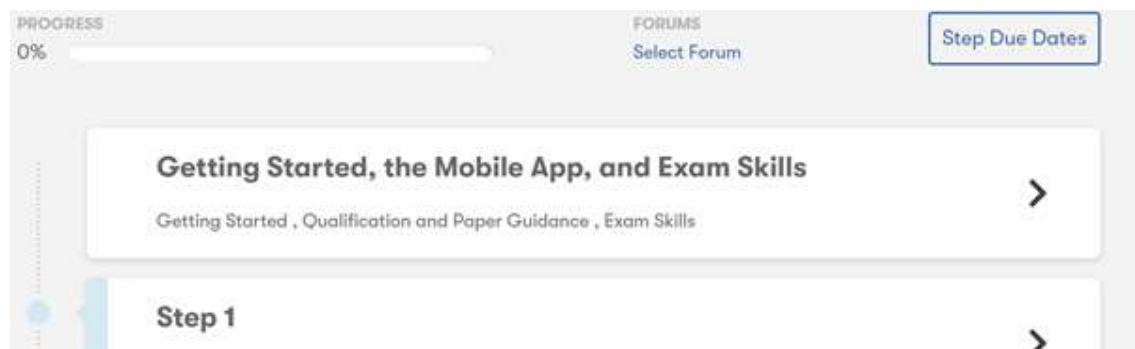 PROGRESS
0%
FORUMS
Select Forum
Step Due Dates
Getting Started, the Mobile App, and Exam Skills
Getting Started , Qualification and Paper Guidance , Exam Skills
Step 1